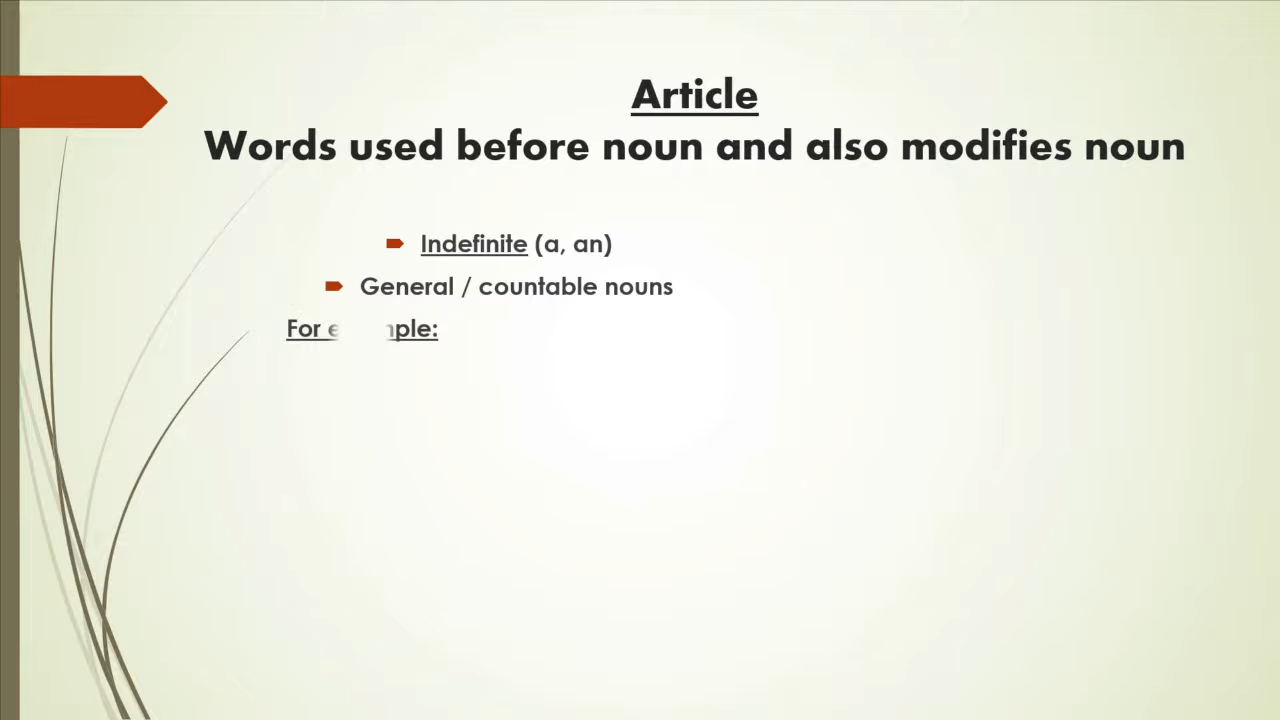 Article
Words used before noun and also modifies noun
Indefinite (a, an)
General / countable nouns
For